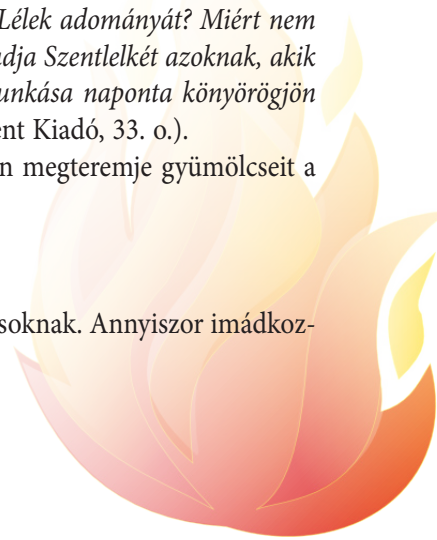 Lélek adományát? Miért nem
adja Szentlelkét azoknak, akik
unkása naponta könyörögjön
ent Kiadó, 33. o.).
n megteremje gyümölcseit a
soknak. Annyiszor imádkoz-